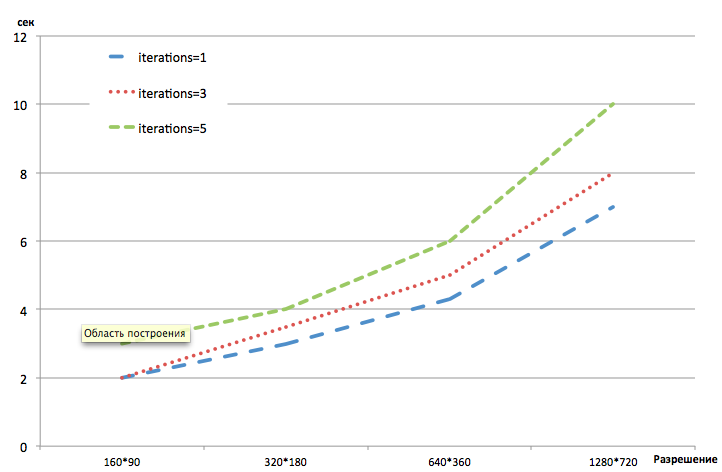 сек
12
iterations=1
iterations=3
10
iterations=5
8
6
4
Область построения
2
0
160*90 320*180 640*360 1280*720 Разрешение